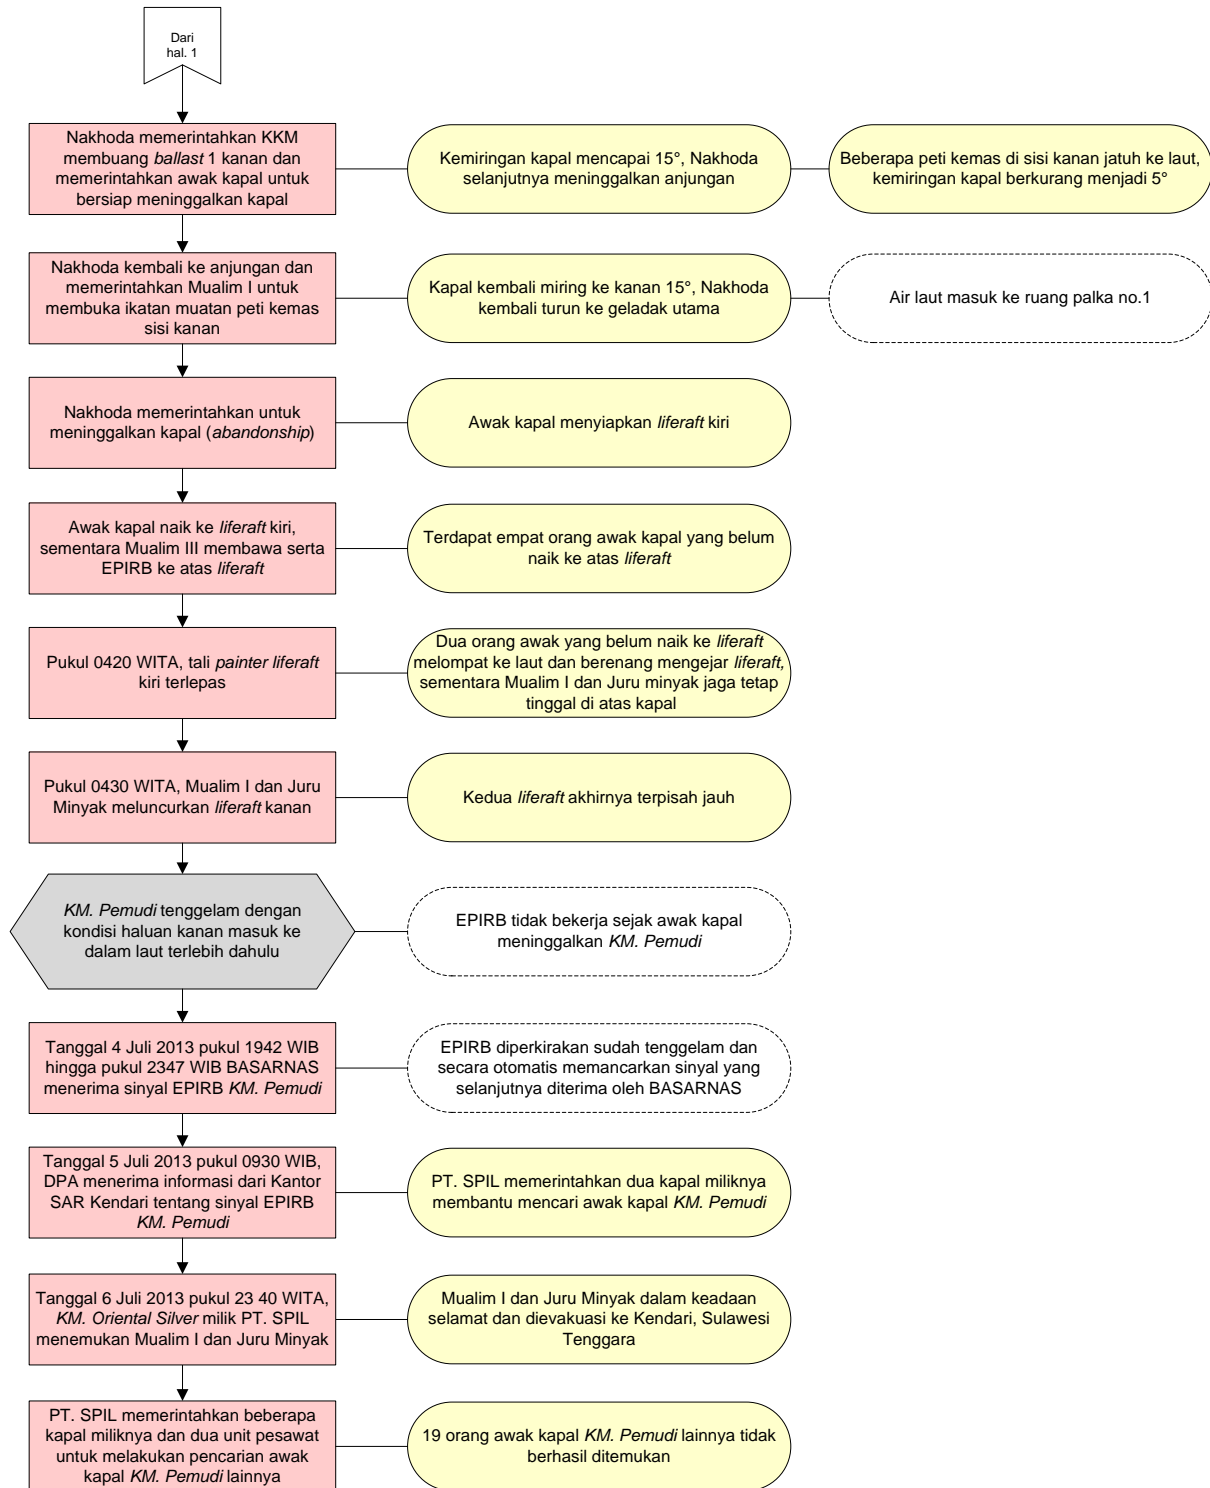 Dari
hal. 1
Nakhoda memerintahkan KKM
membuang ballast 1 kanan dan
memerintahkan awak kapal untuk
bersiap meninggalkan kapal
Kemiringan kapal mencapai 15°, Nakhoda
selanjutnya meninggalkan anjungan
Beberapa peti kemas di sisi kanan jatuh ke laut,
kemiringan kapal berkurang menjadi 5°
Nakhoda kembali ke anjungan dan
memerintahkan Mualim I untuk
membuka ikatan muatan peti kemas
sisi kanan
Kapal kembali miring ke kanan 15°, Nakhoda
kembali turun ke geladak utama
Air laut masuk ke ruang palka no.1
Nakhoda memerintahkan untuk
meninggalkan kapal (abandonship)
Awak kapal menyiapkan liferaft kiri
Awak kapal naik ke liferaft kiri,
sementara Mualim III membawa serta
EPIRB ke atas liferaft
Terdapat empat orang awak kapal yang belum
naik ke atas liferaft
Pukul 0420 WITA, tali painter liferaft
kiri terlepas
Dua orang awak yang belum naik ke liferaft
melompat ke laut dan berenang mengejar liferaft,
sementara Mualim I dan Juru minyak jaga tetap
tinggal di atas kapal
Pukul 0430 WITA, Mualim I dan Juru
Minyak meluncurkan liferaft kanan
Kedua liferaft akhirnya terpisah jauh
KM. Pemudi tenggelam dengan
kondisi haluan kanan masuk ke
dalam laut terlebih dahulu
EPIRB tidak bekerja sejak awak kapal
meninggalkan KM. Pemudi
Tanggal 4 Juli 2013 pukul 1942 WIB
hingga pukul 2347 WIB BASARNAS
menerima sinyal EPIRB KM. Pemudi
EPIRB diperkirakan sudah tenggelam dan
secara otomatis memancarkan sinyal yang
selanjutnya diterima oleh BASARNAS
Tanggal 5 Juli 2013 pukul 0930 WIB,
DPA menerima informasi dari Kantor
SAR Kendari tentang sinyal EPIRB
KM. Pemudi
PT. SPIL memerintahkan dua kapal miliknya
membantu mencari awak kapal KM. Pemudi
Tanggal 6 Juli 2013 pukul 23 40 WITA,
KM. Oriental Silver milik PT. SPIL
menemukan Mualim I dan Juru Minyak
Mualim I dan Juru Minyak dalam keadaan
selamat dan dievakuasi ke Kendari, Sulawesi
Tenggara
PT. SPIL memerintahkan beberapa
kapal miliknya dan dua unit pesawat
untuk melakukan pencarian awak
kapal KM. Pemudi lainnya
19 orang awak kapal KM. Pemudi lainnya tidak
berhasil ditemukan